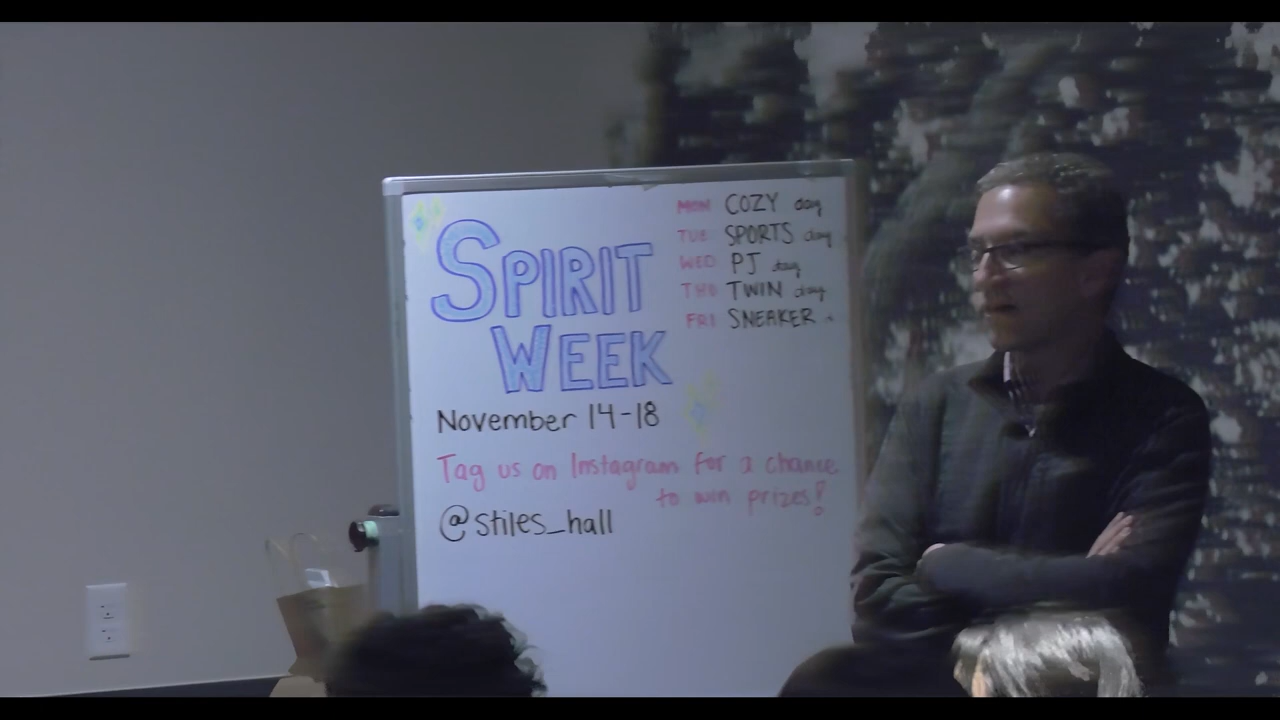 SPIRIT
WEEK
November 14-18
MON COZY day
TUE SPORTS day
WED PJ day
THU TWIN day
FRI SNEAKER
Tag us on Instagram for a chance
to win prizes!
@stiles_hall